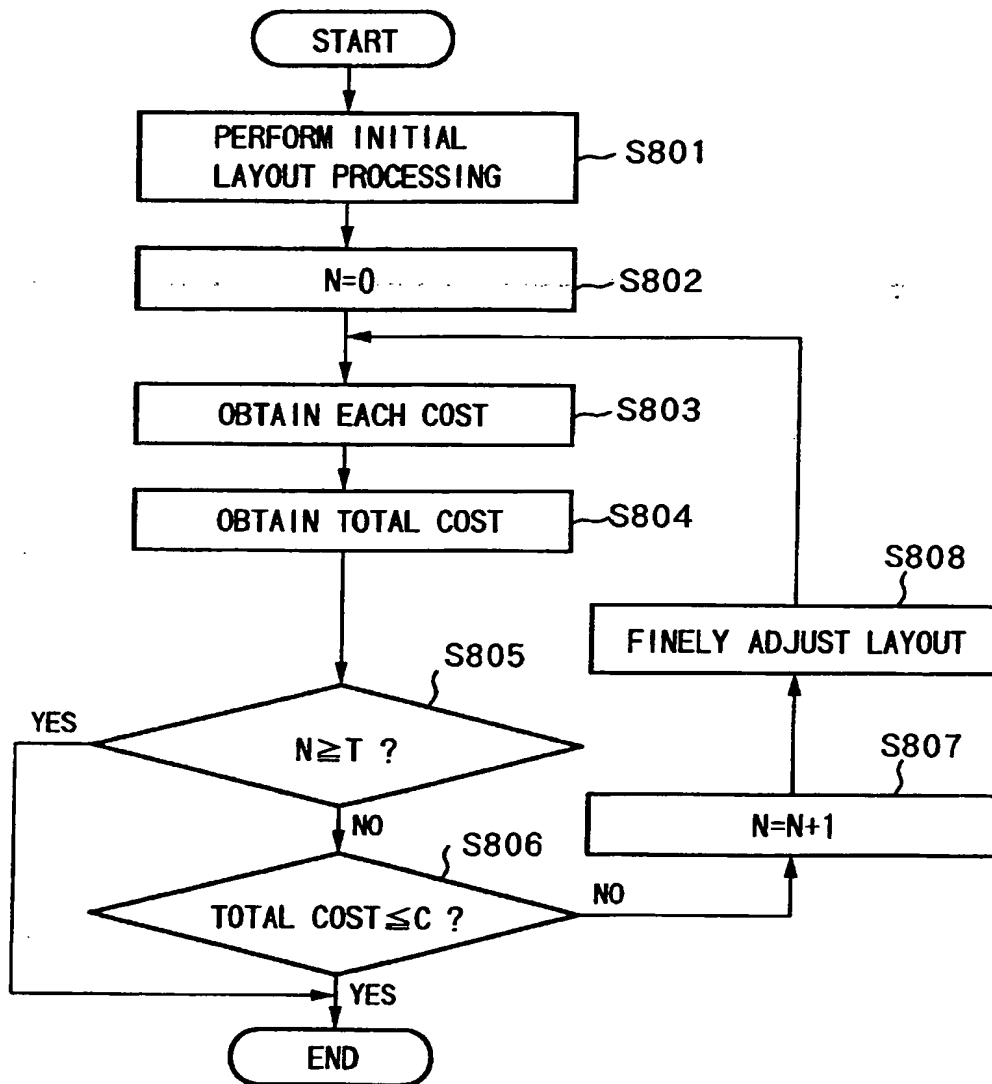 START
PERFORM INITIAL
LAYOUT PROCESSING
S801
N=0
S802
OBTAIN EACH COST
S803
OBTAIN TOTAL COST
S804
S808
FINELY ADJUST LAYOUT
S805
YES
N≧T ?
S807
N=N+1
NO
S806
TOTAL COST≦C ?
NO
YES
END